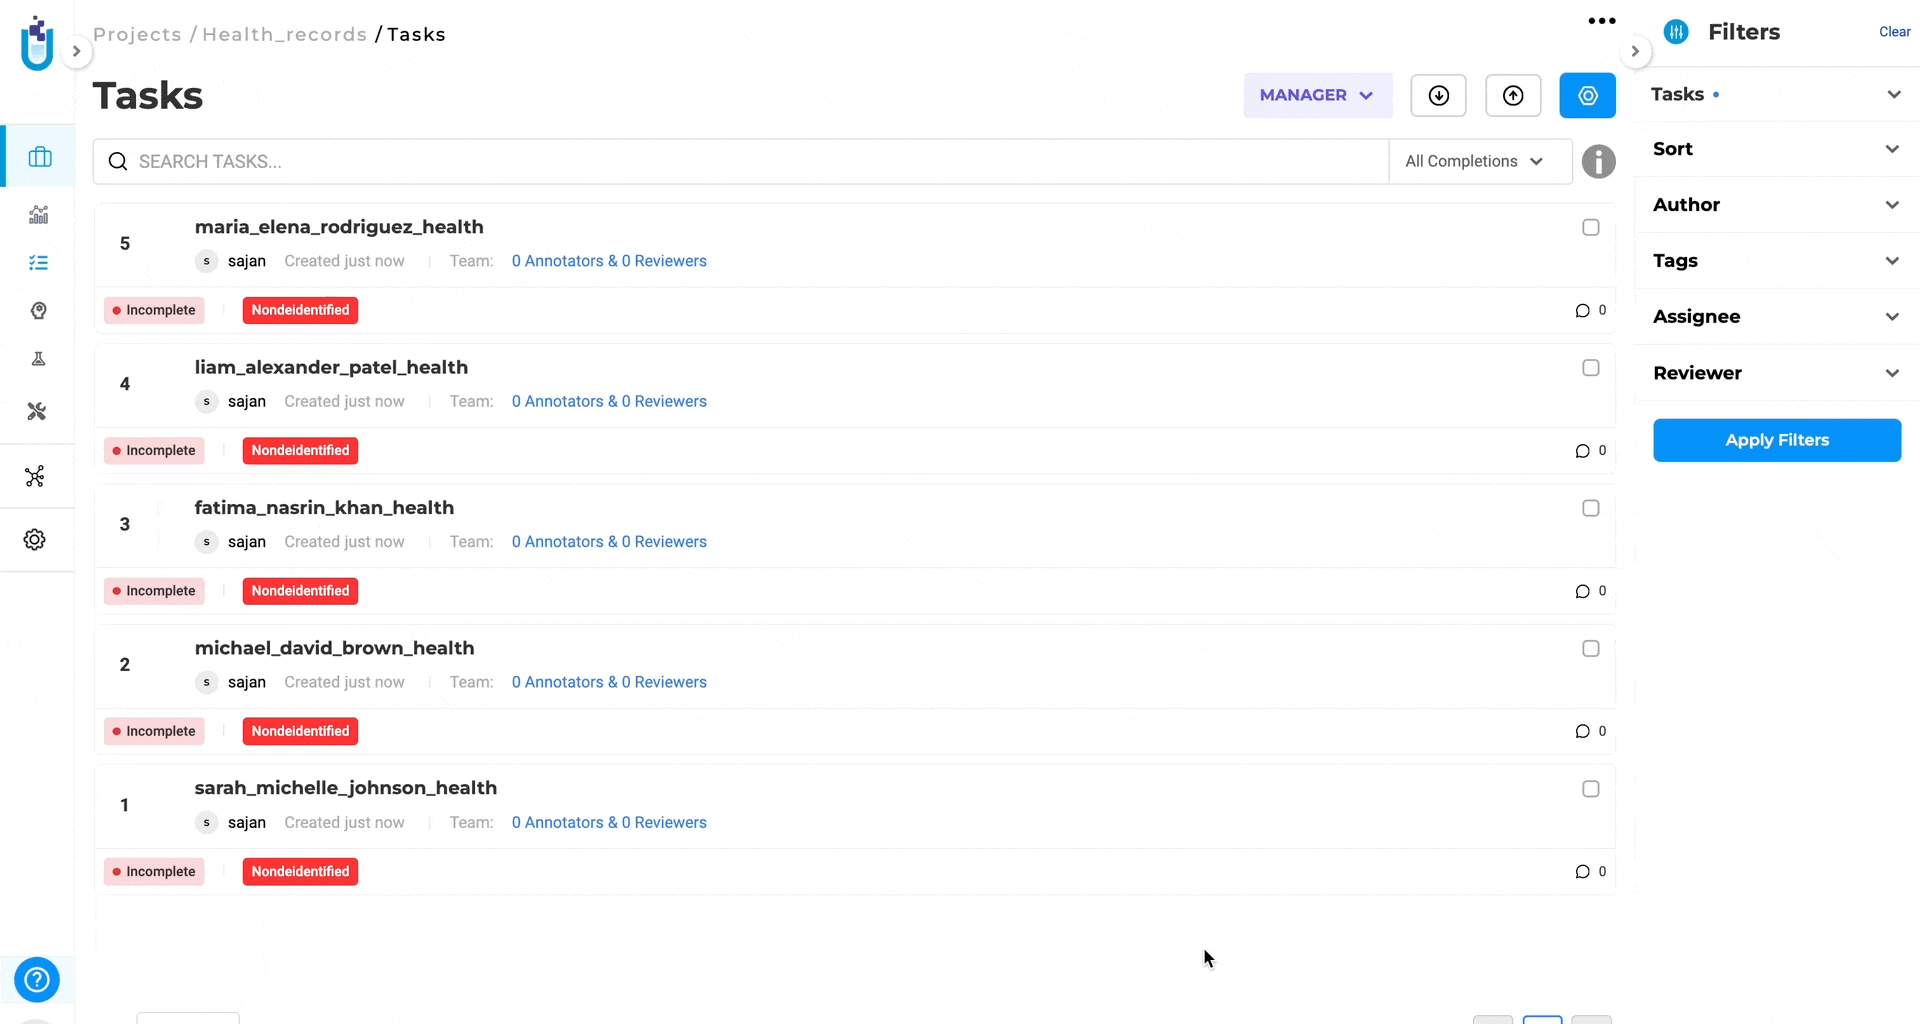 Projects / Health_records / Tasks
Filters
Clear
Tasks
MANAGER
Tasks
SEARCH TASKS...
All Completions
Sort
Author
Tags
Assignee
Reviewer
Apply Filters
5
maria_elena_rodriguez_health
s sajan Created just now Team: 0 Annotators & 0 Reviewers
Incomplete Nondeidentified 0
4
liam_alexander_patel_health
s sajan Created just now Team: 0 Annotators & 0 Reviewers
Incomplete Nondeidentified 0
3
fatima_nasrin_khan_health
s sajan Created just now Team: 0 Annotators & 0 Reviewers
Incomplete Nondeidentified 0
2
michael_david_brown_health
s sajan Created just now Team: 0 Annotators & 0 Reviewers
Incomplete Nondeidentified 0
1
sarah_michelle_johnson_health
s sajan Created just now Team: 0 Annotators & 0 Reviewers
Incomplete Nondeidentified 0